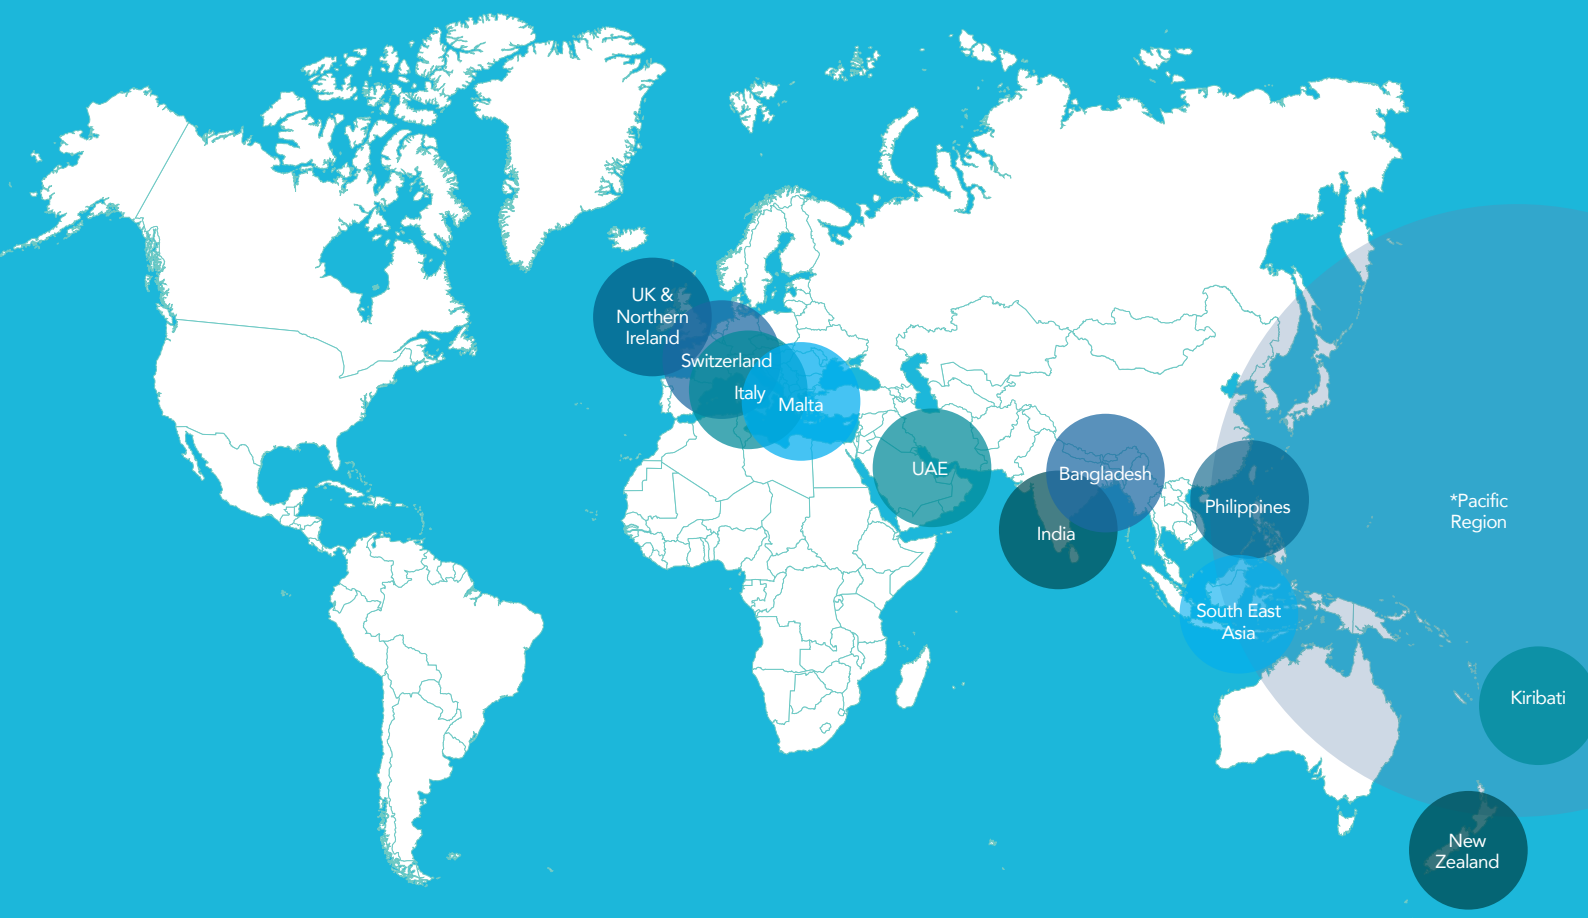 UK &
Northern
Ireland
Switzerland
Italy
Malta
UAE
Bangladesh
India
Philippines
*Pacific
Region
South East
Asia
Kiribati
New
Zealand